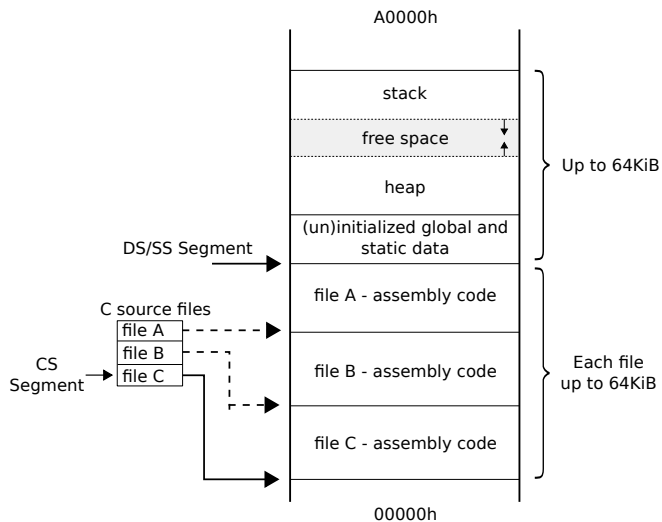 A0000h
stack
free space
heap
Up to 64KiB
(un)initialized global and
static data
DS/SS Segment
file A - assembly code
C source files
file A
file B
file C
CS
Segment
file B - assembly code
Each file
up to 64KiB
file C - assembly code
00000h